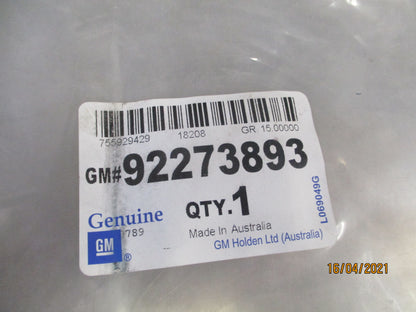 755929429 18208 GR 15.00000
GM# 92273893
Genuine QTY. 1
9789 Made In Australia
GM ® GM Holden Ltd (Australia)
L069049G
16/04/2021